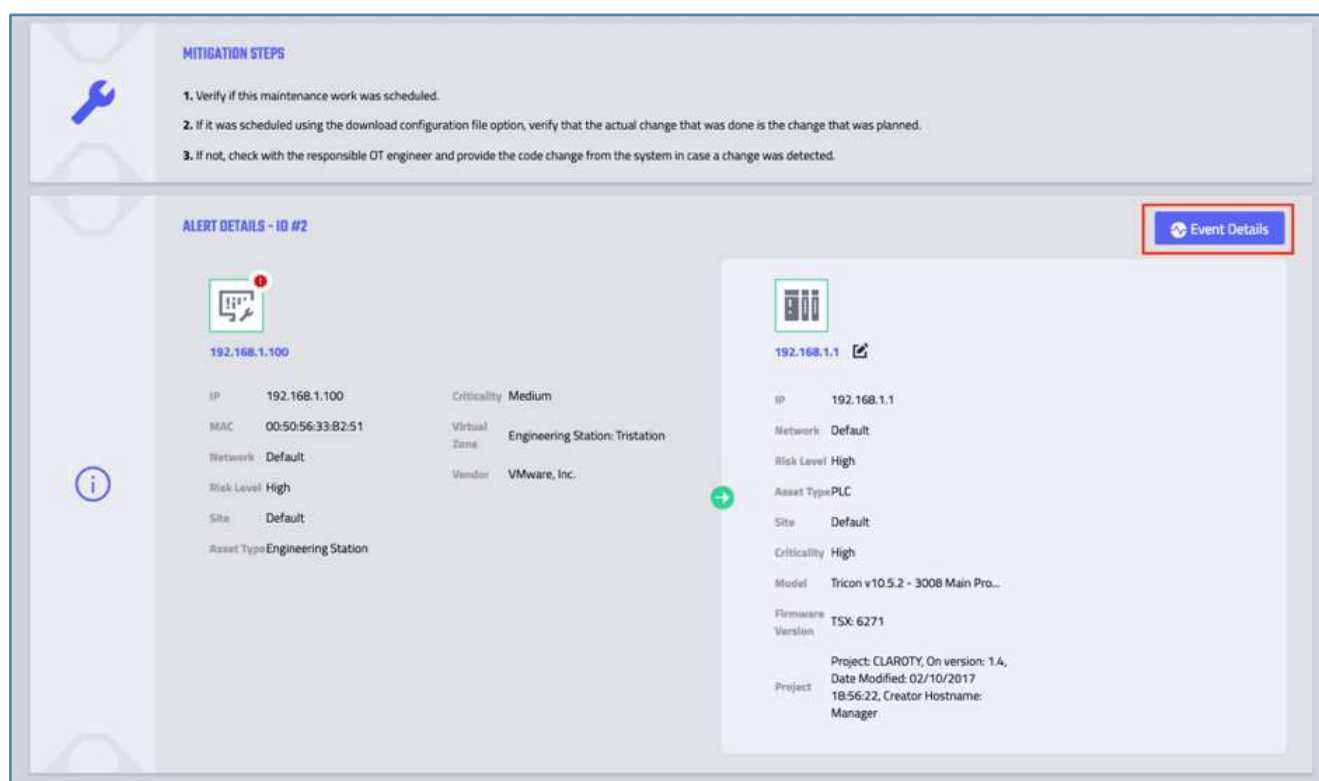 MITIGATION STEPS
1. Verify if this maintenance work was scheduled.
2. If it was scheduled using the download configuration file option, verify that the actual change that was done is the change that was planned.
3. If not, check with the responsible OT engineer and provide the code change from the system in case a change was detected.
ALERT DETAILS - ID #2
Event Details
192.168.1.100
IP 192.168.1.100
MAC 00:50:56:33:B2:51
Network Default
Risk Level High
Site Default
Asset Type Engineering Station
Criticality Medium
Virtual Zone Engineering Station: Tristation
Vendor VMware, Inc.
192.168.1.1
IP 192.168.1.1
Network Default
Risk Level High
Asset Type PLC
Site Default
Criticality High
Model Tricon v10.5.2 - 3008 Main Pro...
Firmware Version TSX: 6271
Project Project: CLAROTY, On version: 1.4,
Date Modified: 02/10/2017
18:56:22, Creator Hostname:
Manager